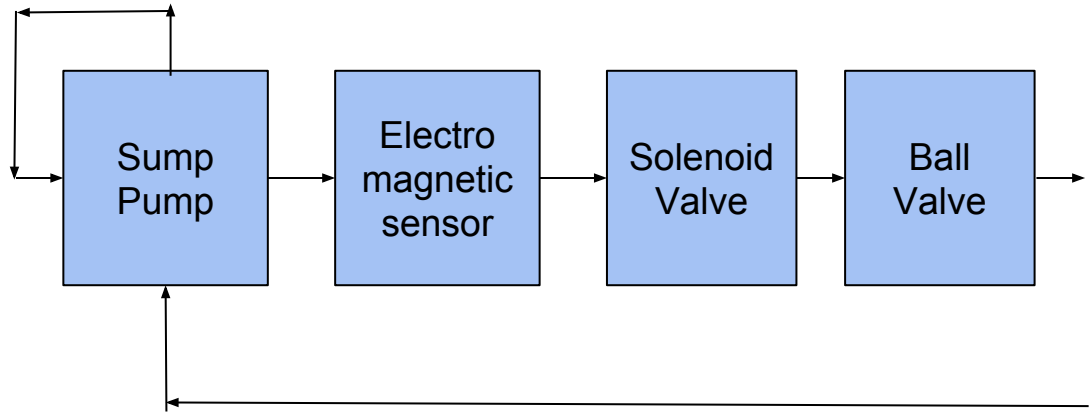 Sump
Pump
Electro
magnetic
sensor
Solenoid
Valve
Ball
Valve